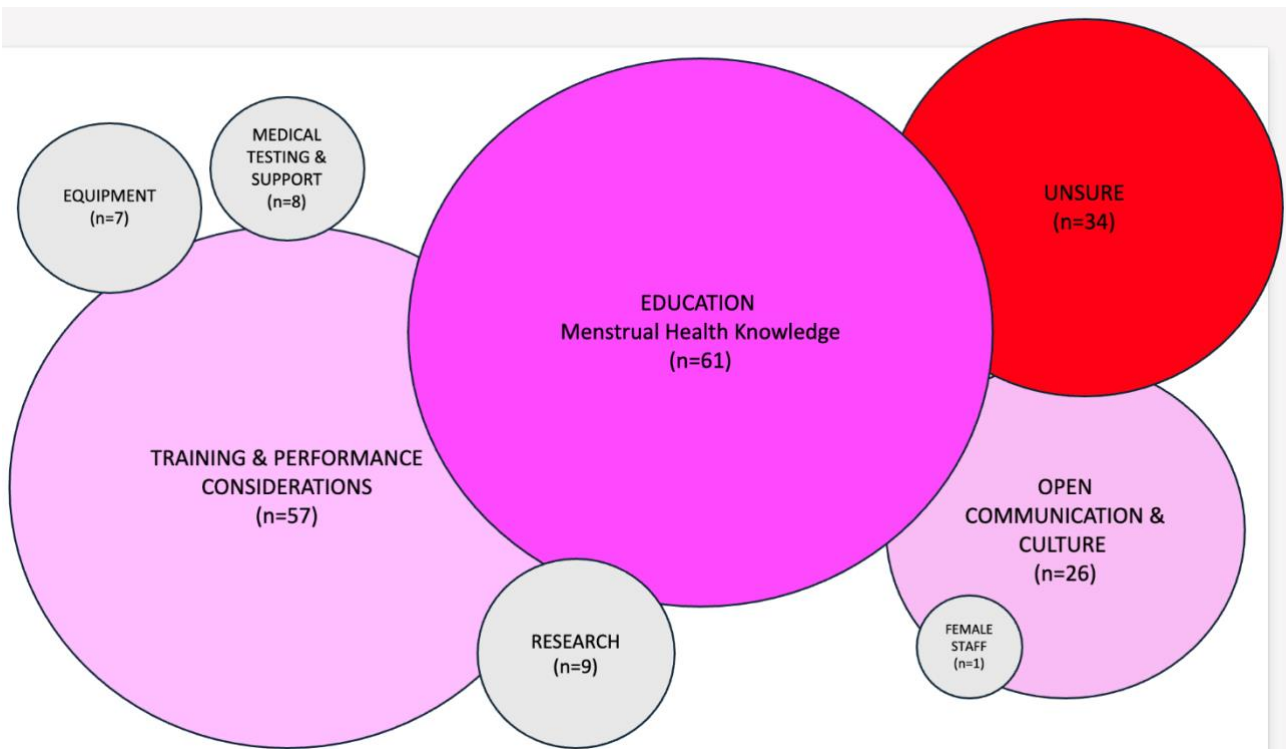 MEDICAL
TESTING &
SUPPORT
(n=8)
EQUIPMENT
(n=7)
UNSURE
(n=34)
EDUCATION
Menstrual Health Knowledge
(n=61)
TRAINING & PERFORMANCE
CONSIDERATIONS
(n=57)
OPEN
COMMUNICATION &
CULTURE
(n=26)
RESEARCH
(n=9)
FEMALE
STAFF
(n=1)